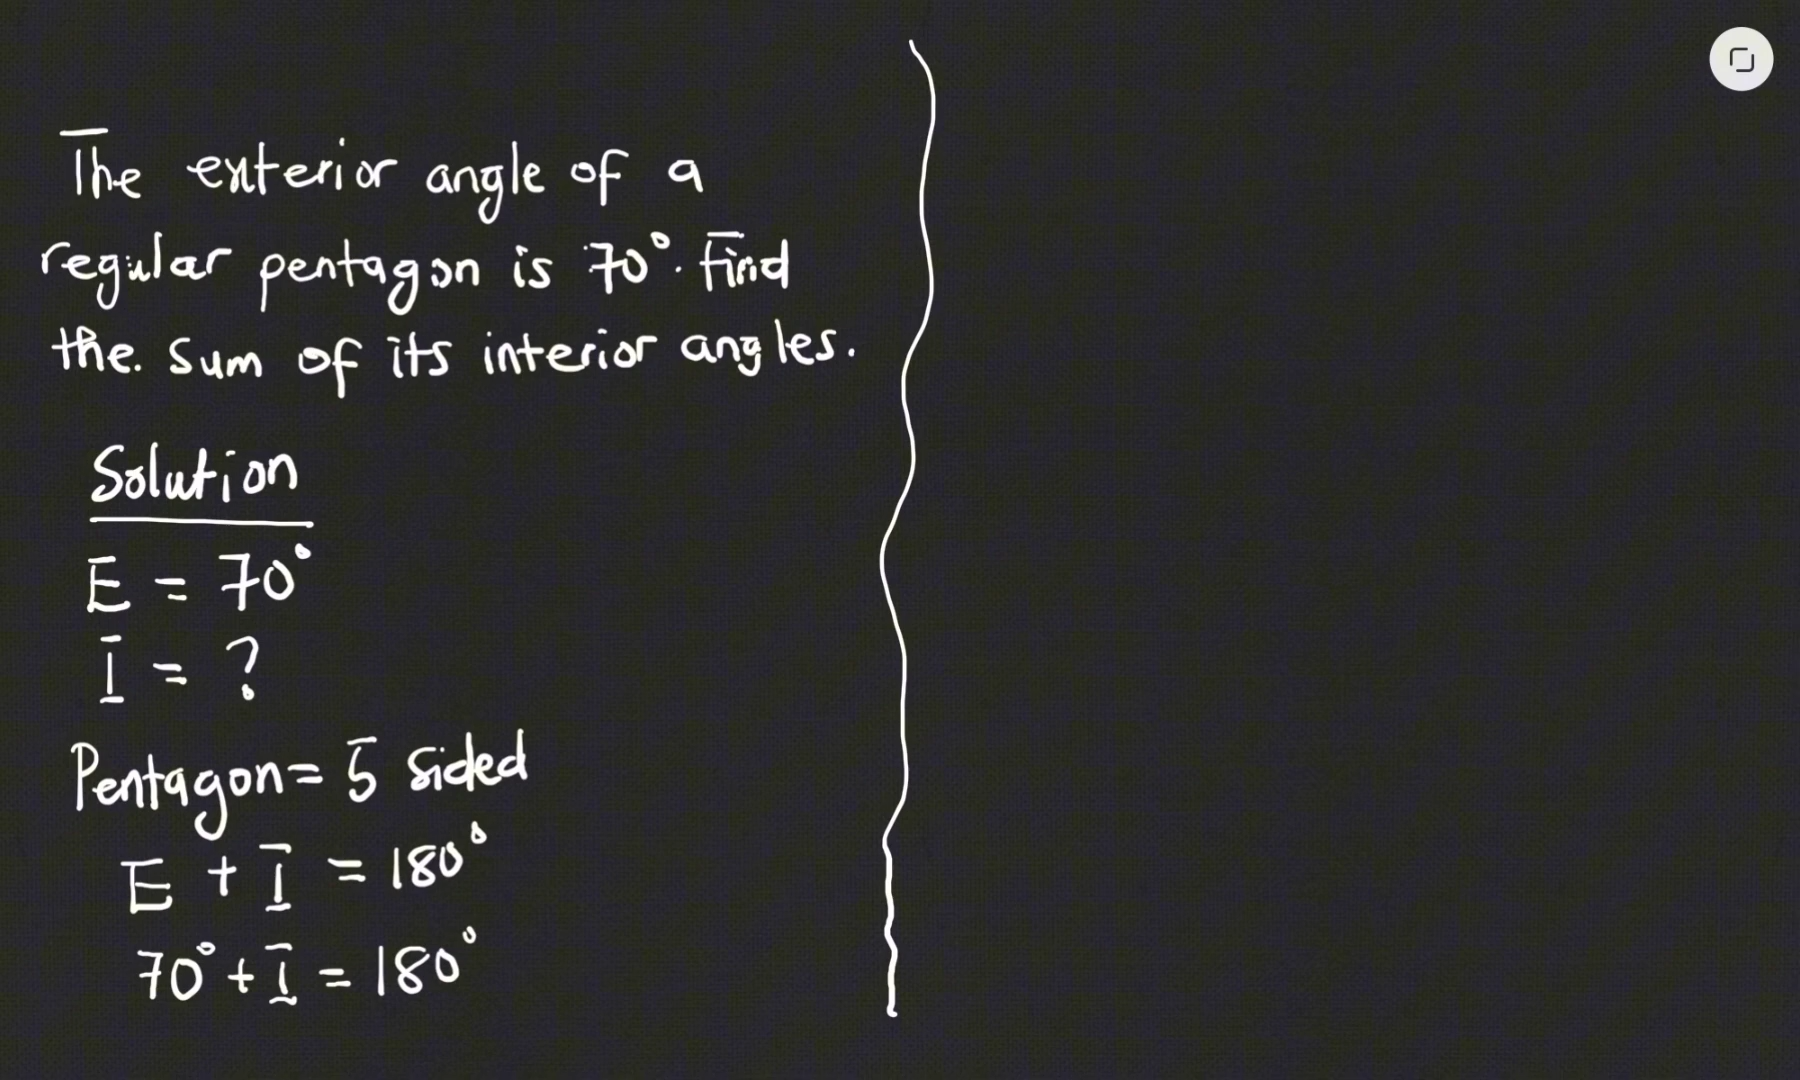 The exterior angle of a
regular pentagon is 70°. Find
the. sum of its interior angles.
Solution
E = 70°
I = ?
Pentagon = 5 sided
E + I = 180°
70° + I = 180°